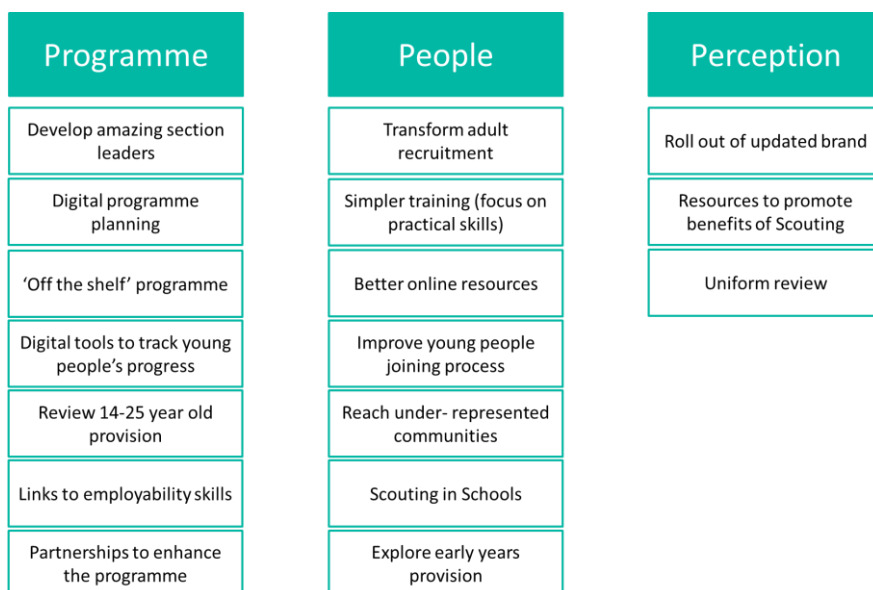 Programme
Develop amazing section
leaders
Digital programme
planning
‘Off the shelf’ programme
Digital tools to track young
people’s progress
Review 14-25 year old
provision
Links to employability skills
Partnerships to enhance
the programme
People
Transform adult
recruitment
Simpler training (focus on
practical skills)
Better online resources
Improve young people
joining process
Reach under- represented
communities
Scouting in Schools
Explore early years
provision
Perception
Roll out of updated brand
Resources to promote
benefits of Scouting
Uniform review